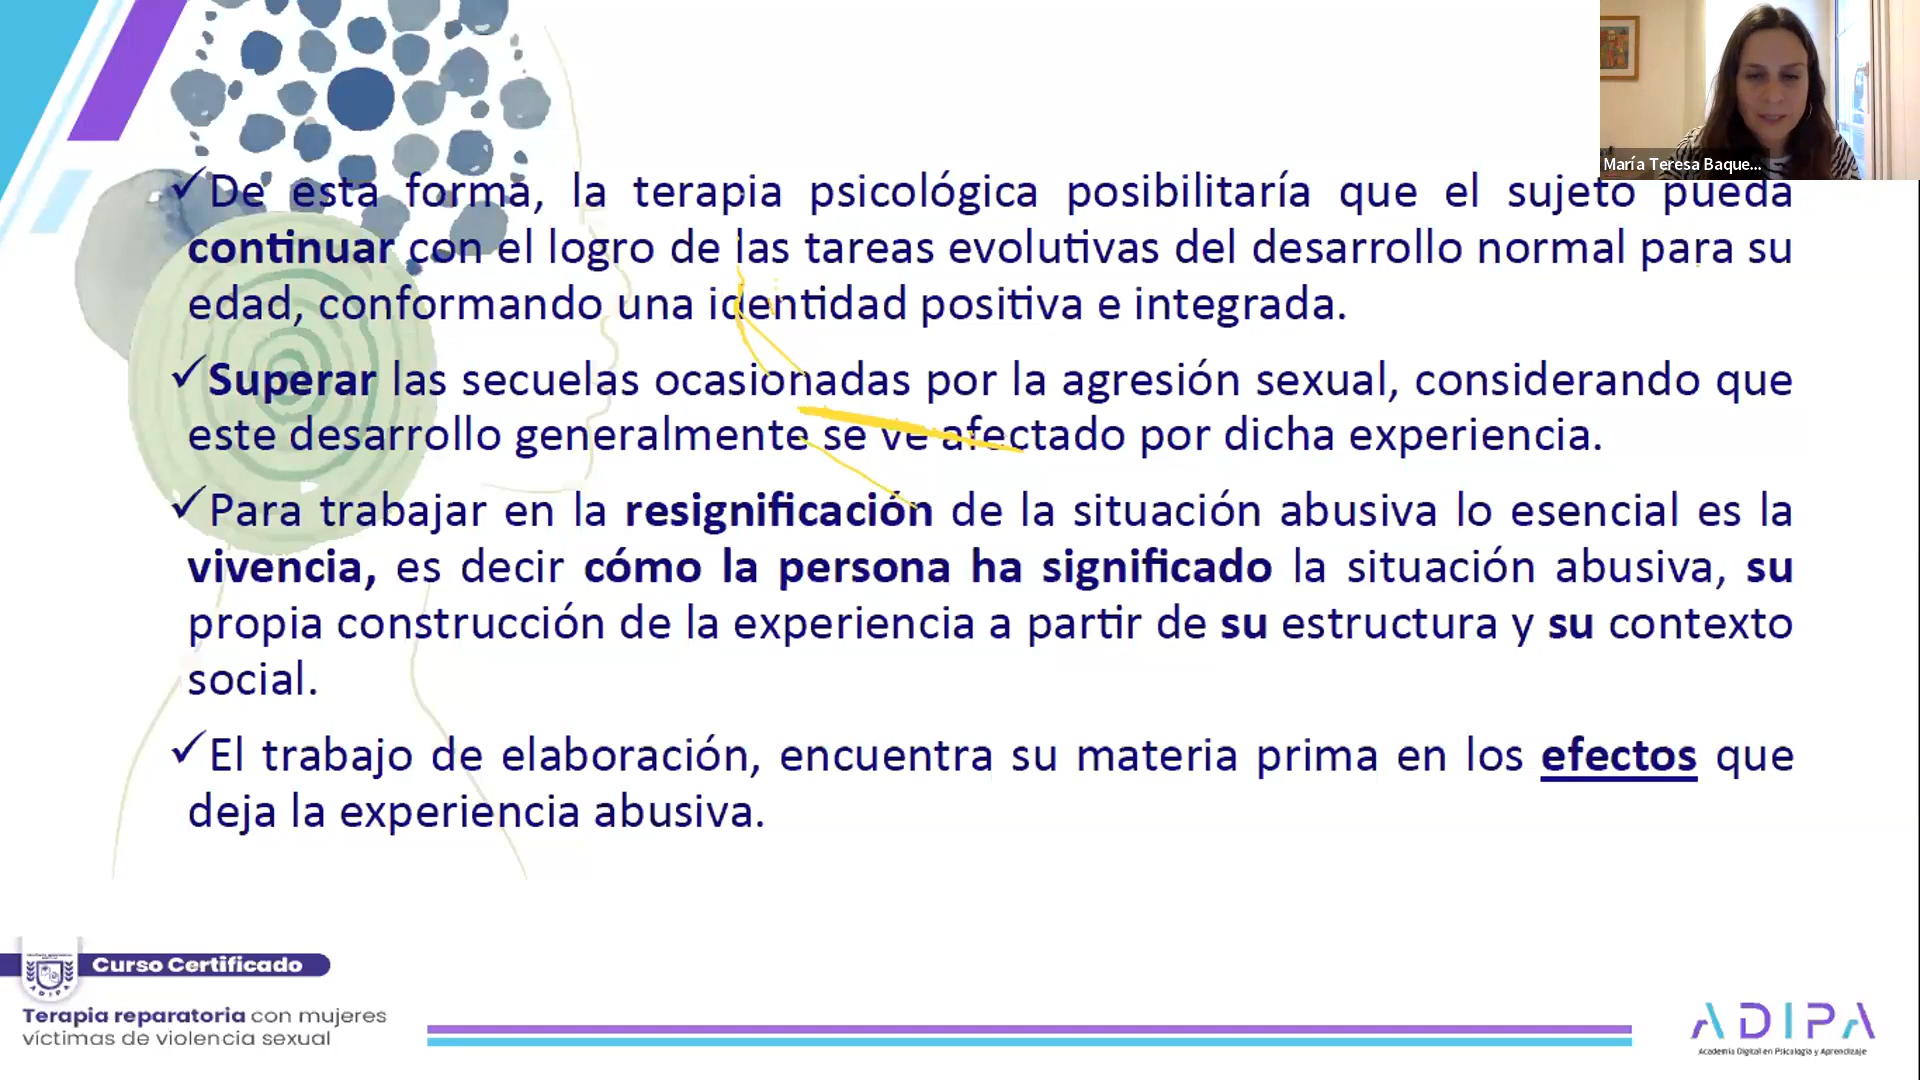 María Teresa Baque...
✓De esta forma, la terapia psicológica posibilitaría que el sujeto pueda
continuar con el logro de las tareas evolutivas del desarrollo normal para su
edad, conformando una identidad positiva e integrada.
✓Superar las secuelas ocasionadas por la agresión sexual, considerando que
este desarrollo generalmente se ve afectado por dicha experiencia.
✓Para trabajar en la resignificación de la situación abusiva lo esencial es la
vivencia, es decir cómo la persona ha significado la situación abusiva, su
propia construcción de la experiencia a partir de su estructura y su contexto
social.
✓El trabajo de elaboración, encuentra su materia prima en los efectos que
deja la experiencia abusiva.
ADIPA
Curso Certificado
Terapia reparatoria con mujeres
víctimas de violencia sexual
ADIPA
Academia Digital en Psicología y Aprendizaje